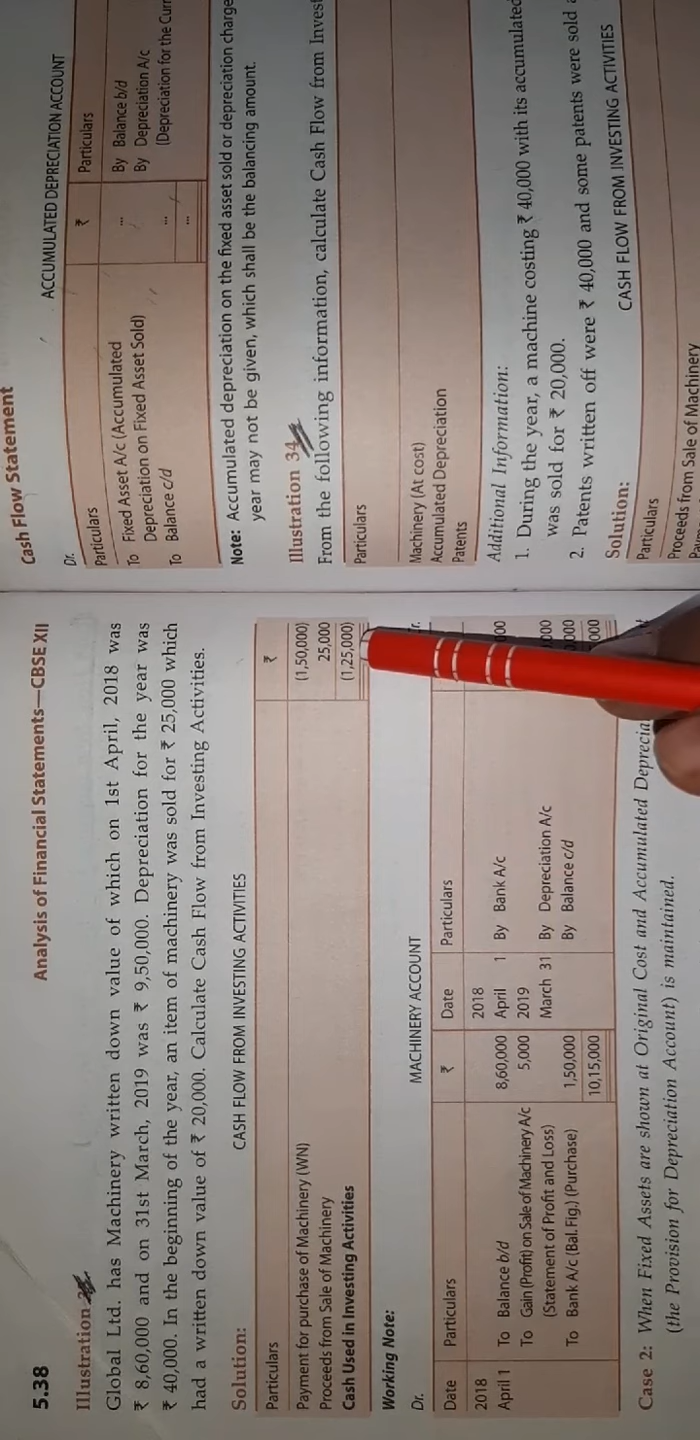 5.38
Analysis of Financial Statements—CBSE XII
Illustration
Global Ltd. has Machinery written down value of which on 1st April, 2018 was
₹ 8,60,000 and on 31st March, 2019 was ₹ 9,50,000. Depreciation for the year was
₹ 40,000. In the beginning of the year, an item of machinery was sold for ₹ 25,000 which
had a written down value of ₹ 20,000. Calculate Cash Flow from Investing Activities.
Solution:
CASH FLOW FROM INVESTING ACTIVITIES
Particulars ₹
Payment for purchase of Machinery (WN) (1,50,000)
Proceeds from Sale of Machinery 25,000
Cash Used in Investing Activities (1,25,000)
Working Note:
Dr. MACHINERY ACCOUNT
Date Particulars ₹ Date Particulars
2018 2018
April 1 To Balance b/d 8,60,000 April 1 By Bank A/c 000
To Gain (Profit) on Sale of Machinery A/c 5,000 2019
(Statement of Profit and Loss) March 31 By Depreciation A/c 000
To Bank A/c (Bal. Fig.) (Purchase) 1,50,000 By Balance c/d 000
10,15,000 000
Case 2: When Fixed Assets are shown at Original Cost and Accumulated
(the Provision for Depreciation Account) is maintained.
Cash Flow Statement
Dr. ACCUMULATED DEPRECIATION ACCOUNT
Particulars ₹ Particulars
To Fixed Asset A/c (Accumulated ... By Balance b/d
Depreciation on Fixed Asset Sold) By Depreciation A/c
To Balance c/d ... (Depreciation for the
...
Note: Accumulated depreciation on the fixed asset sold or depreciation charge
year may not be given, which shall be the balancing amount.
Illustration 34
From the following information, calculate Cash Flow from
Particulars
Machinery (At cost)
Accumulated Depreciation
Patents
Additional Information:
1. During the year, a machine costing ₹ 40,000 with its accumulated
was sold for ₹ 20,000.
2. Patents written off were ₹ 40,000 and some patents were sold
Solution:
CASH FLOW FROM INVESTING ACTIVITIES
Particulars
Proceeds from Sale of Machinery